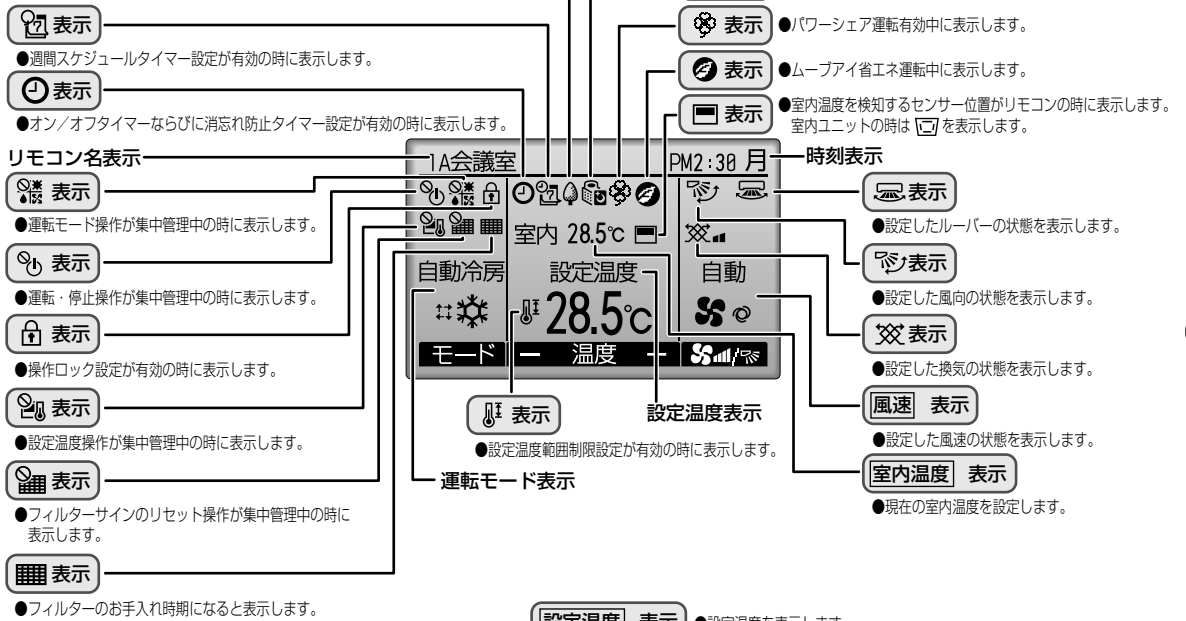 表示
●週間スケジュールタイマー設定が有効の時に表示します。
表示
●オン／オフタイマーならびに消忘れ防止タイマー設定が有効の時に表示します。
リモコン名表示
表示
●運転モード操作が集中管理中の時に表示します。
表示
●運転・停止操作が集中管理中の時に表示します。
表示
●操作ロック設定が有効の時に表示します。
表示
●設定温度操作が集中管理中の時に表示します。
表示
●フィルターサインのリセット操作が集中管理中の時に
表示します。
表示
●フィルターのお手入れ時期になると表示します。
1A会議室 PM2:30 月
室内 28.5℃
自動冷房 設定温度 自動
28.5℃
モード － 温度 ＋
表示
●設定温度範囲制限設定が有効の時に表示します。
設定温度表示
運転モード表示
表示 ●パワーシェア運転有効中に表示します。
表示 ●ムーブアイ省エネ運転中に表示します。
表示 ●室内温度を検知するセンサー位置がリモコンの時に表示します。
室内ユニットの時は を表示します。
時刻表示
表示
●設定したルーバーの状態を表示します。
表示
●設定した風向の状態を表示します。
表示
●設定した換気の状態を表示します。
風速 表示
●設定した風速の状態を表示します。
室内温度 表示
●現在の室内温度を設定します。
設定温度 表示 ●設定温度を表示します。